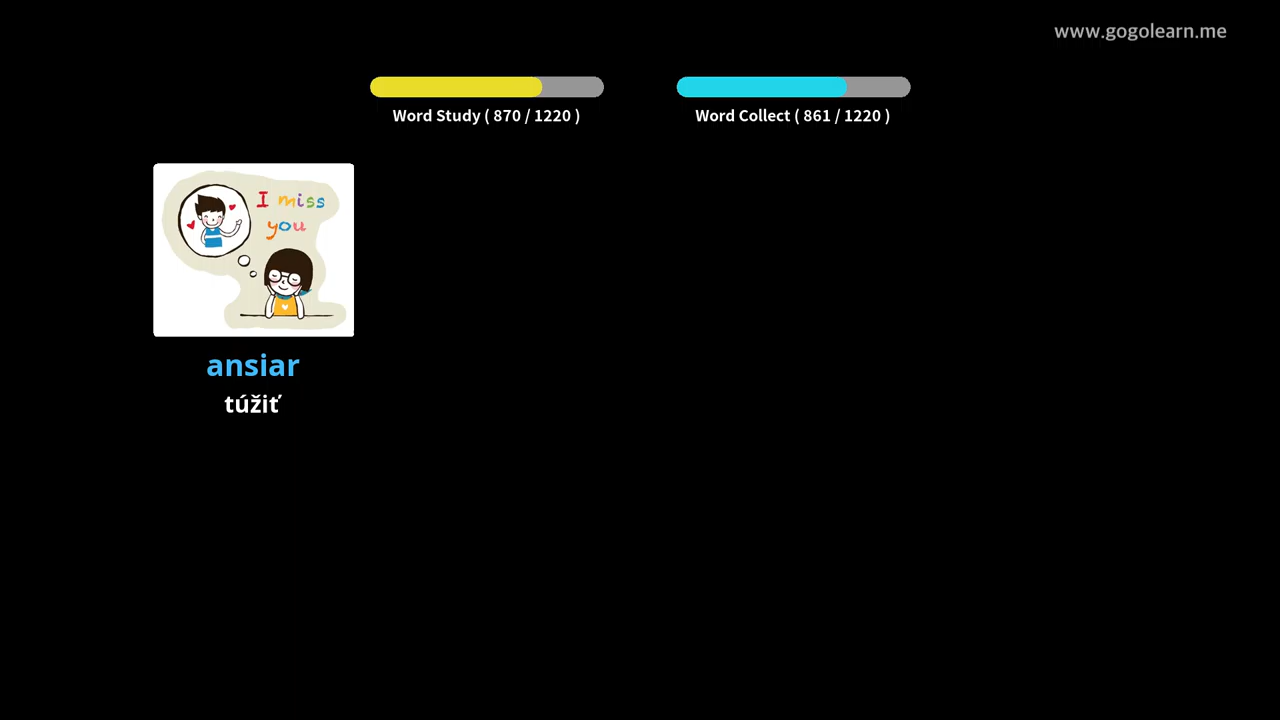 www.gogolearn.me
Word Study ( 870 / 1220 )
Word Collect ( 861 / 1220 )
I miss
you
ansiar
túžiť